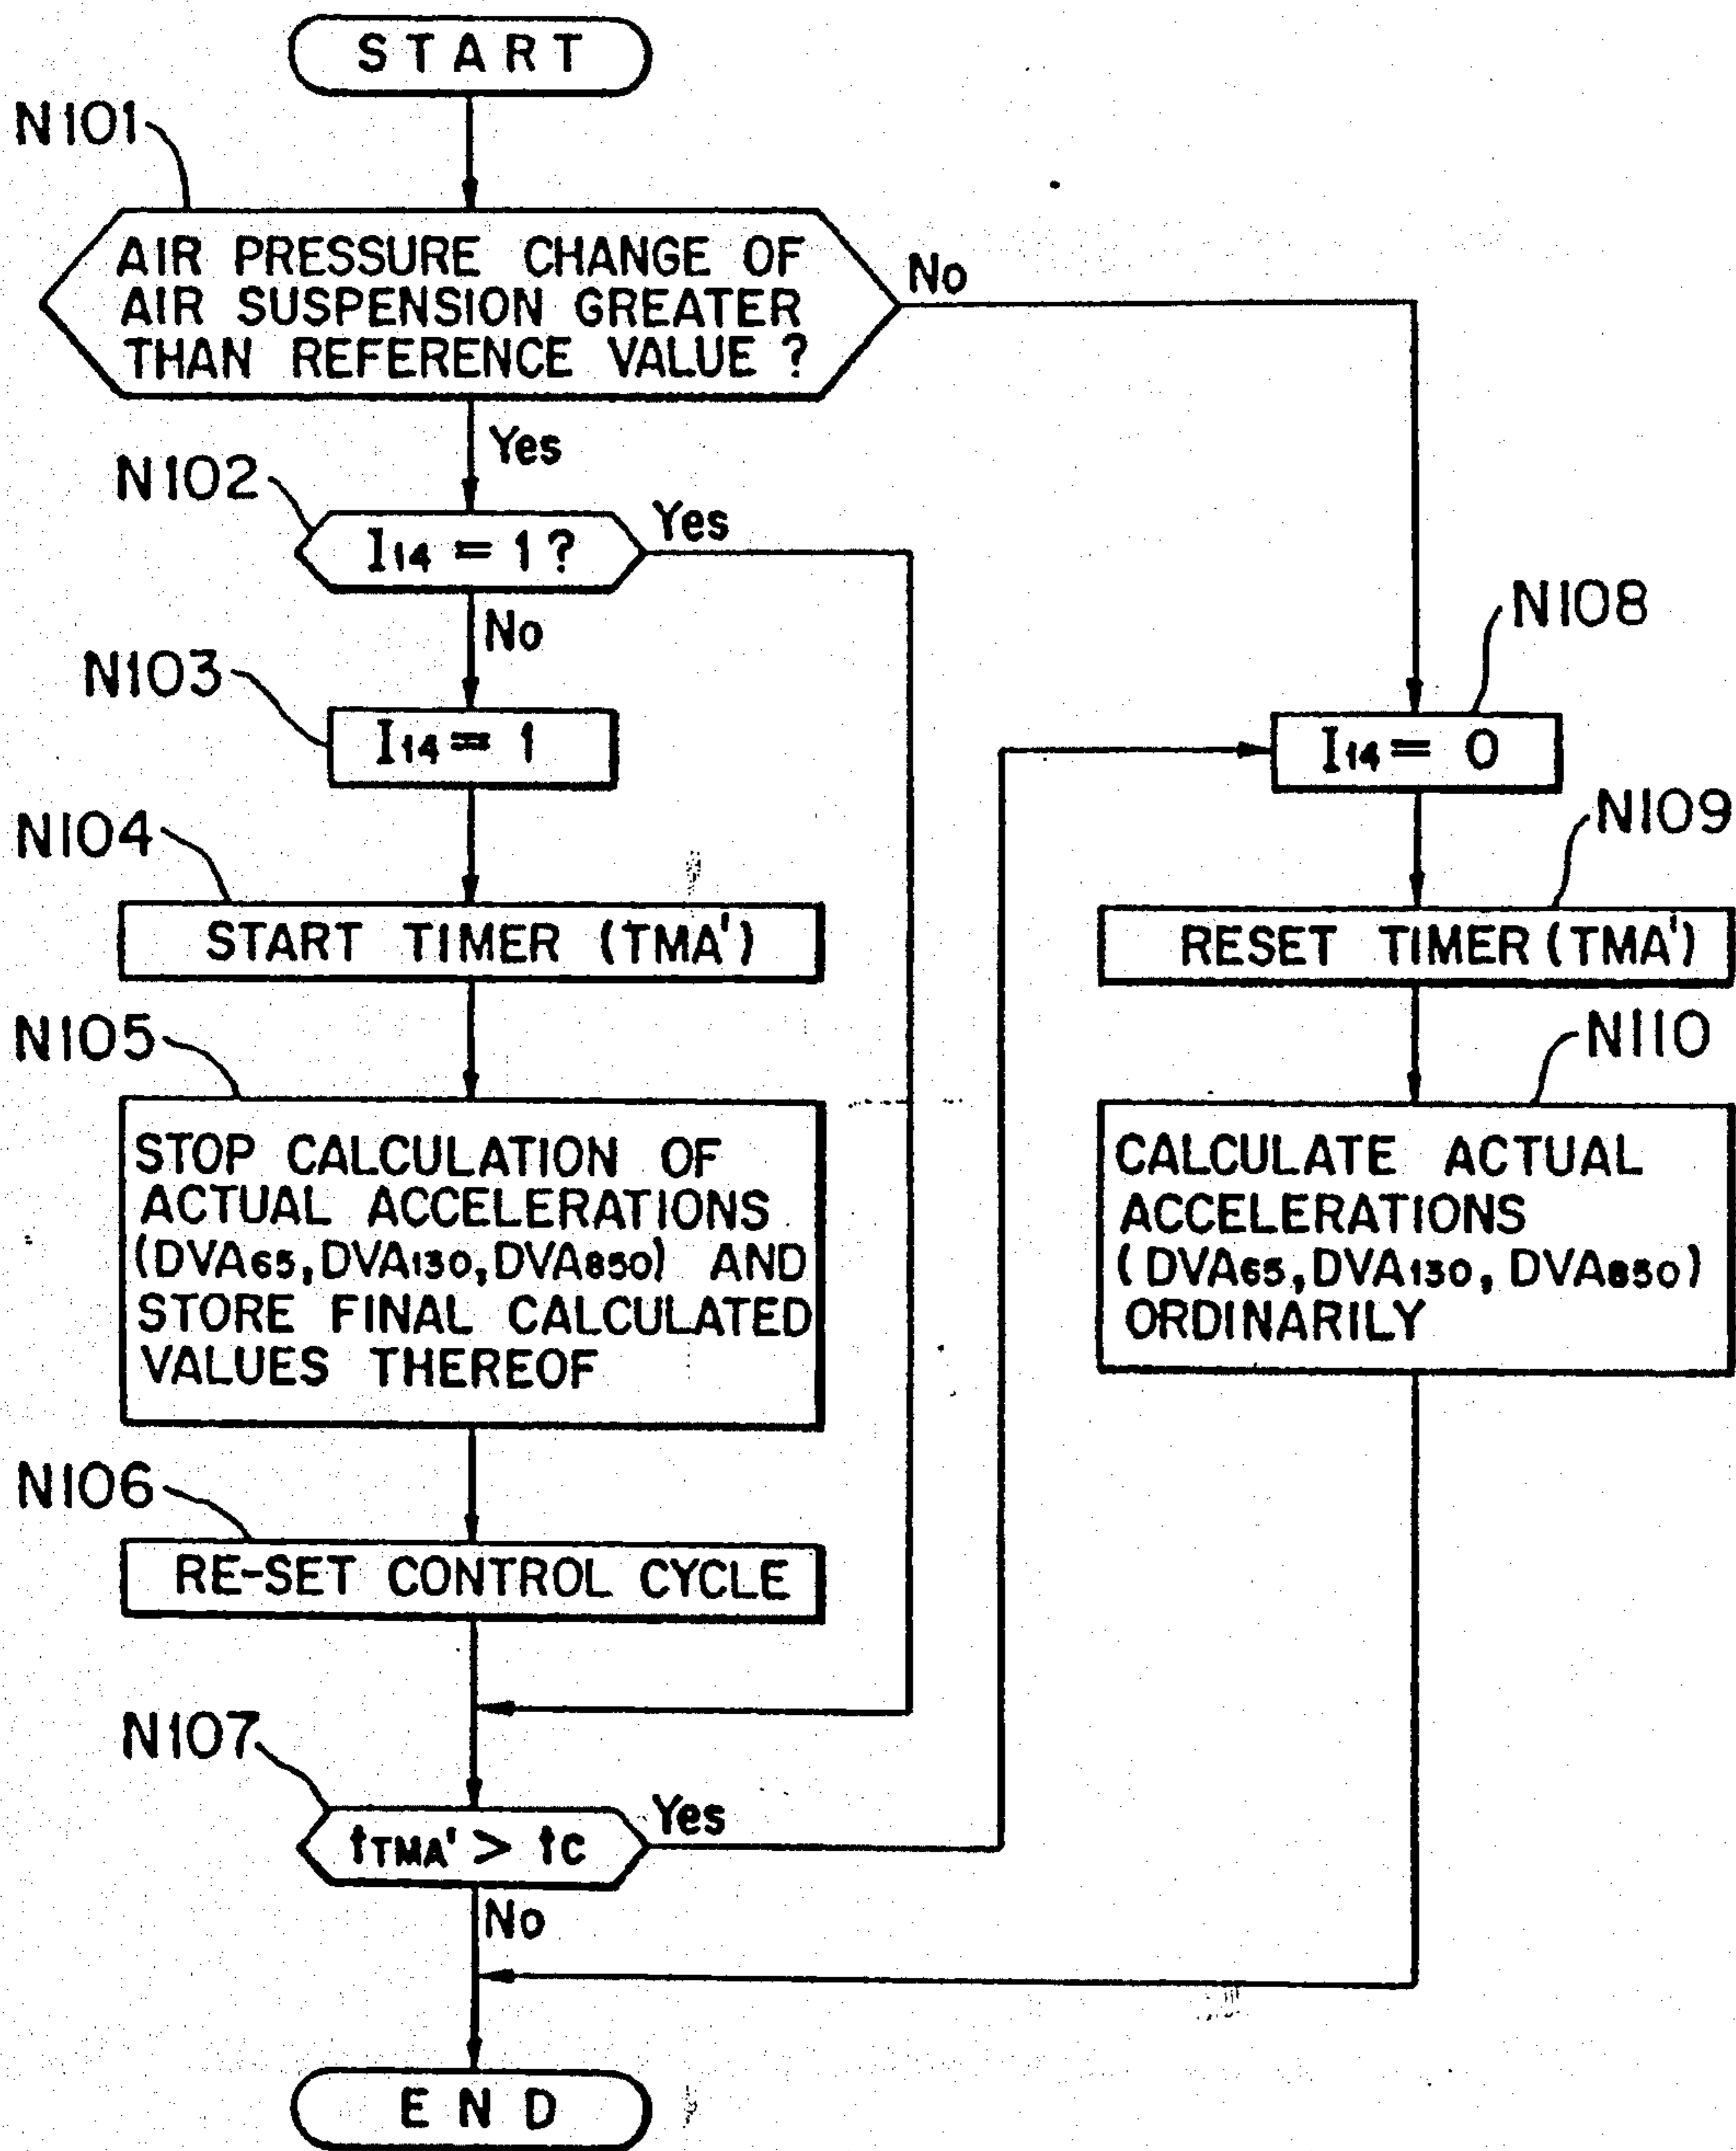 START
N101
AIR PRESSURE CHANGE OF
AIR SUSPENSION GREATER
THAN REFERENCE VALUE ?
No
Yes
N102
I14 = 1 ?
Yes
No
N103
I14 = 1
N108
I14 = 0
N104
START TIMER (TMA')
N109
RESET TIMER (TMA')
N105
STOP CALCULATION OF
ACTUAL ACCELERATIONS
(DVA65, DVA130, DVA850) AND
STORE FINAL CALCULATED
VALUES THEREOF
N110
CALCULATE ACTUAL
ACCELERATIONS
(DVA65, DVA130, DVA850)
ORDINARILY
N106
RE-SET CONTROL CYCLE
N107
tTMA' > tc
Yes
No
END